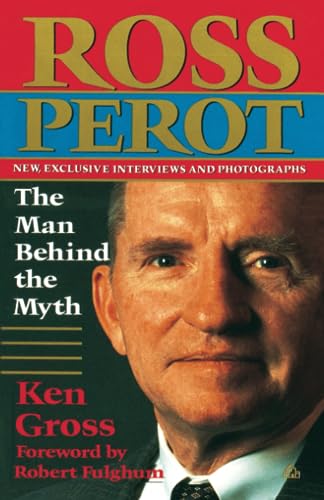 ROSS
PEROT
NEW, EXCLUSIVE INTERVIEWS AND PHOTOGRAPHS
The
Man
Behind
the
Myth
Ken
Gross
Foreword by
Robert Fulghum